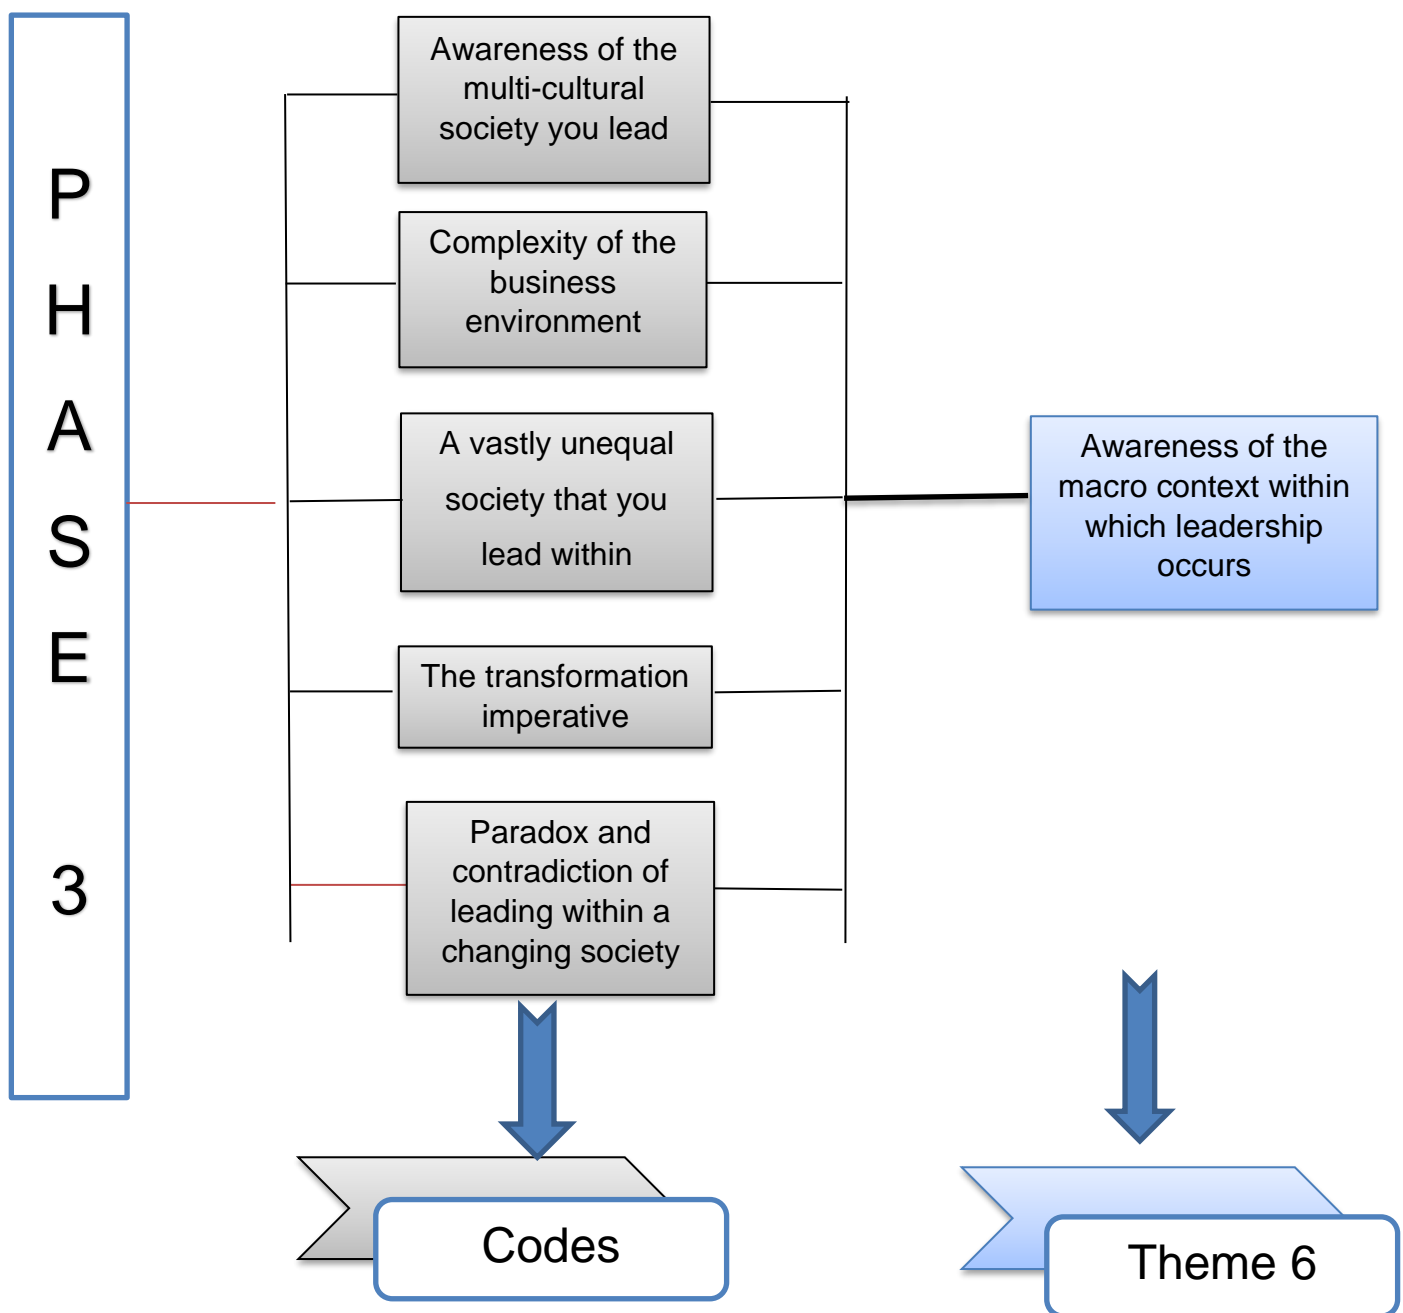 P
H
A
S
E
3
Awareness of the
multi-cultural
society you lead
Complexity of the
business
environment
A vastly unequal
society that you
lead within
The transformation
imperative
Paradox and
contradiction of
leading within a
changing society
Awareness of the
macro context within
which leadership
occurs
Codes
Theme 6